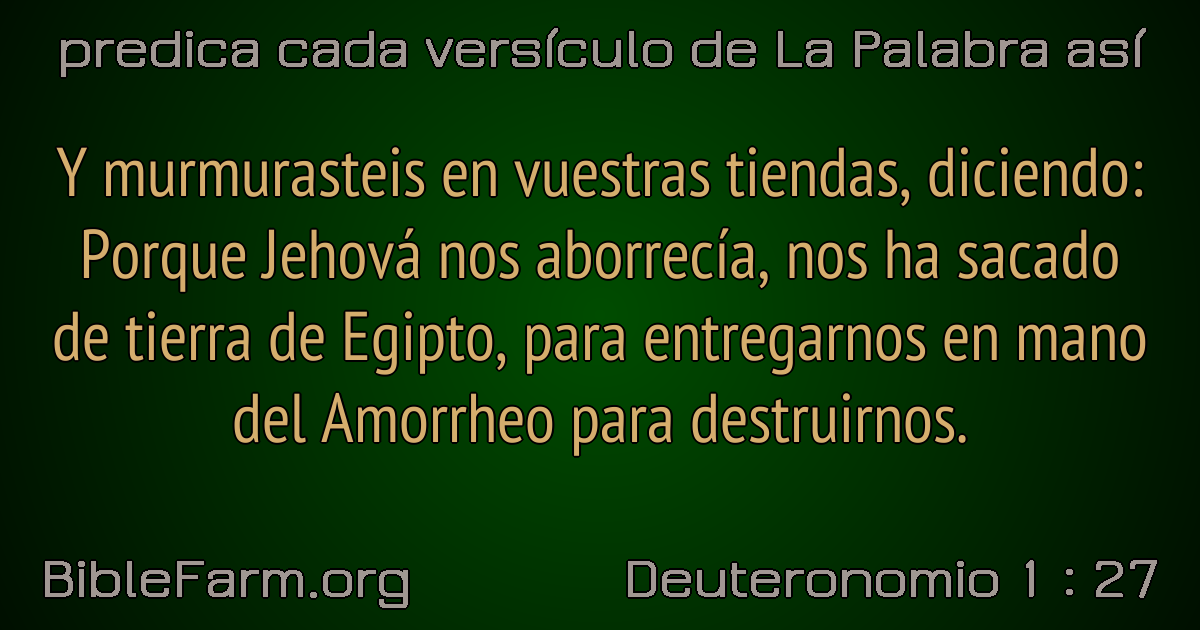 predica cada versículo de La Palabra así
Y murmurasteis en vuestras tiendas, diciendo:
Porque Jehová nos aborrecía, nos ha sacado
de tierra de Egipto, para entregarnos en mano
del Amorrheo para destruirnos.
BibleFarm.org
Deuteronomio 1 : 27